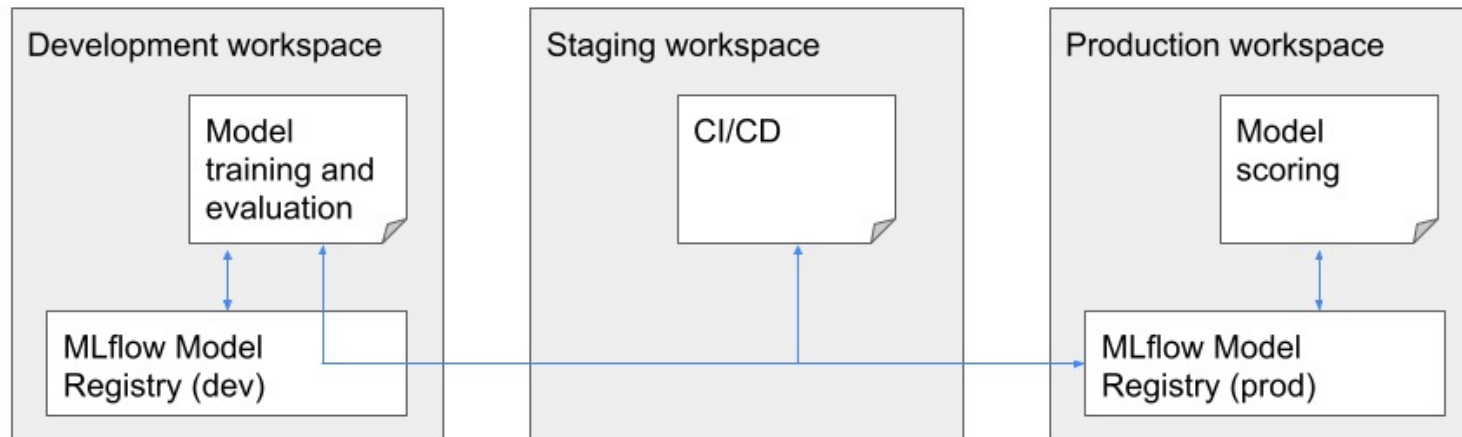 Development workspace
Model
training and
evaluation
MLflow Model
Registry (dev)
Staging workspace
CI/CD
Production workspace
Model
scoring
MLflow Model
Registry (prod)